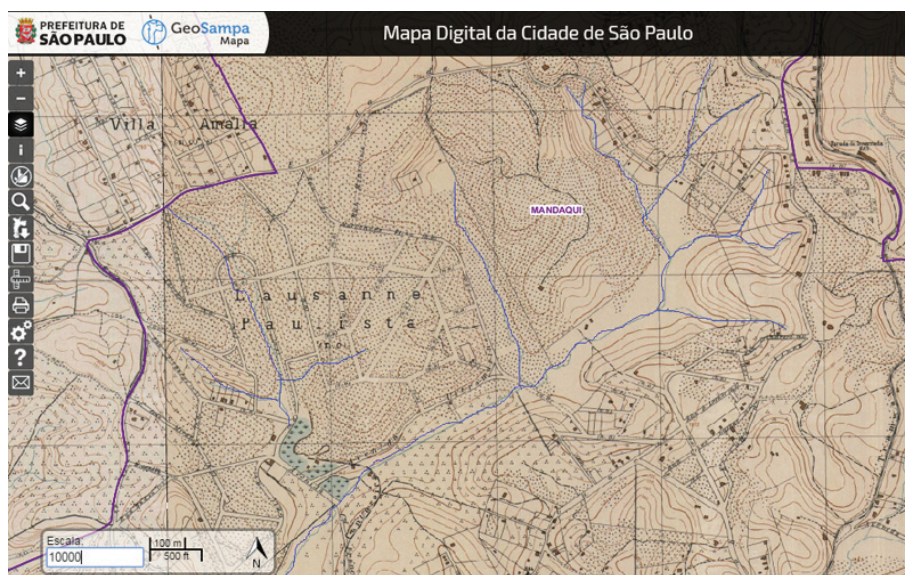 PREFEITURA DE
SÃO PAULO
GeoSampa
Mapa
Mapa Digital da Cidade de São Paulo
Villa Amalia
MANDAQUI
Lausanne
Paulista
Escala:
10000
100 m
500 ft
N